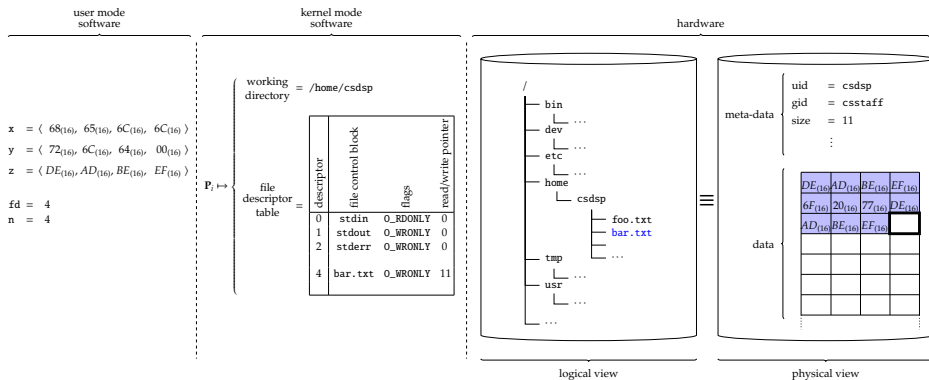 user mode
software
kernel mode
software
hardware
x = ⟨ 68(16), 65(16), 6C(16), 6C(16) ⟩
y = ⟨ 72(16), 6C(16), 64(16), 00(16) ⟩
z = ⟨ DE(16), AD(16), BE(16), EF(16) ⟩
fd = 4
n = 4
Pi ↦
working
directory = /home/csdsp
file
descriptor
table =
descriptor file control block flags read/write pointer
0 stdin O_RDONLY 0
1 stdout O_WRONLY 0
2 stderr O_WRONLY 0
4 bar.txt O_WRONLY 11
/
bin
...
dev
...
etc
...
home
csdsp
foo.txt
bar.txt
...
tmp
...
usr
...
...
≡
meta-data
uid = csdsp
gid = csstaff
size = 11
⋮
data
DE(16) AD(16) BE(16) EF(16)
6F(16) 20(16) 77(16) DE(16)
AD(16) BE(16) EF(16)
logical view
physical view